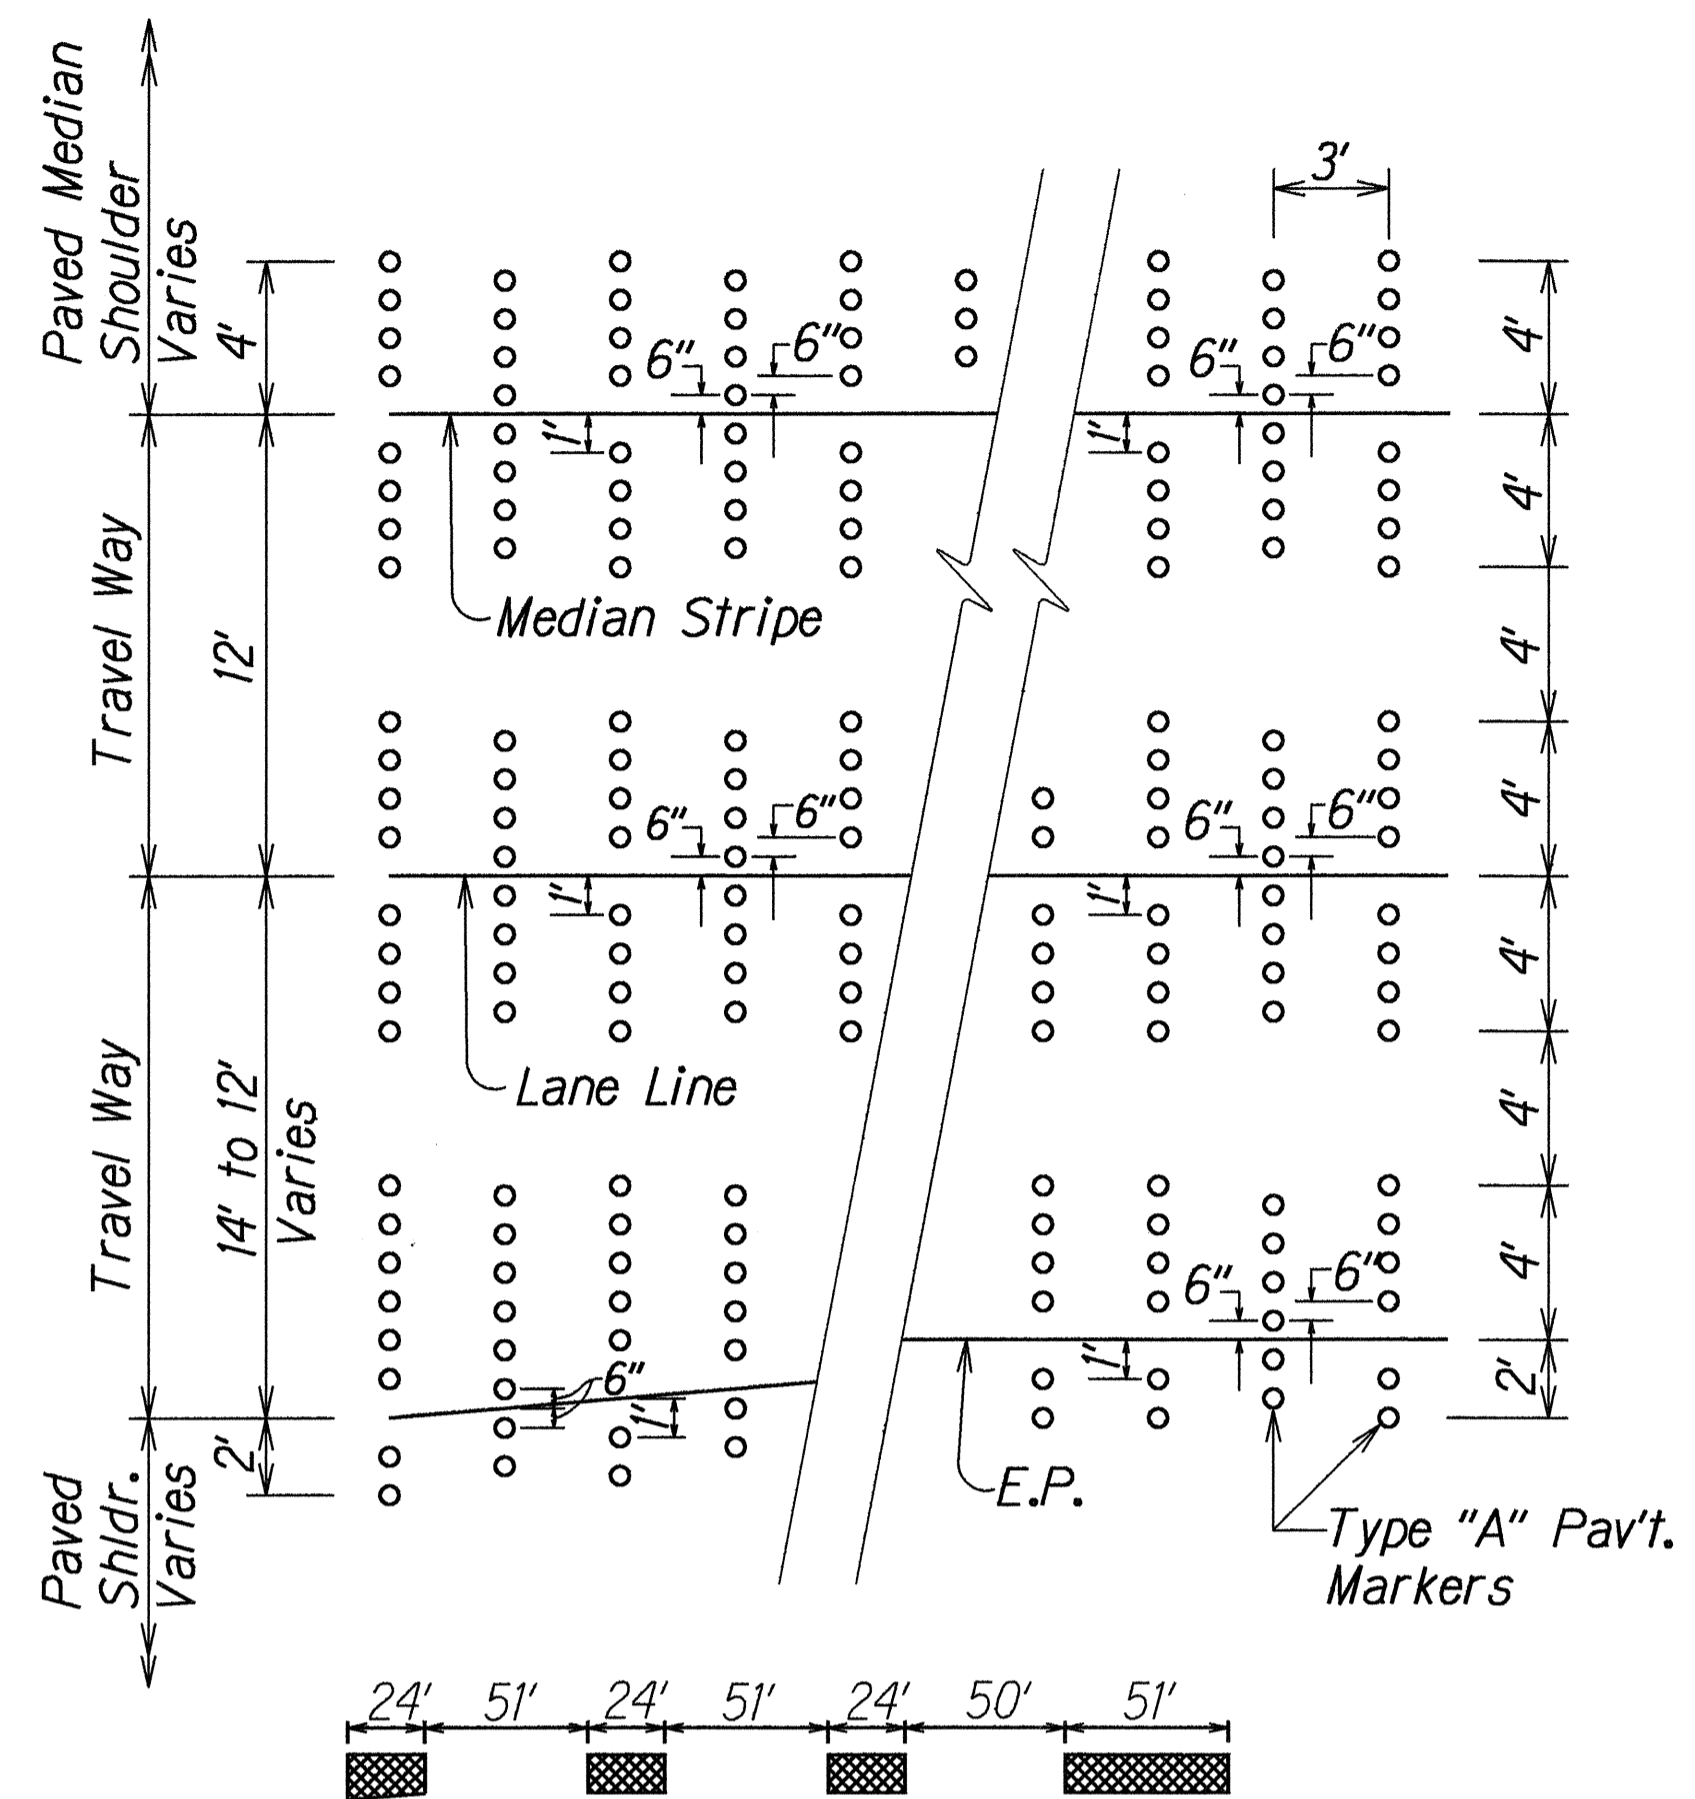 Paved Median
Shoulder
Varies
4'
Travel Way
12'
Travel Way
14' to 12'
Varies
Paved
Shldr.
Varies
2'
3'
6"
6"
6"
6"
1'
1'
Median Stripe
6"
6"
6"
6"
1'
1'
Lane Line
6"
6"
6"
1'
1'
E.P.
Type "A" Pav't.
Markers
4'
4'
4'
4'
4'
4'
4'
2'
24' 51' 24' 51' 24' 50' 51'